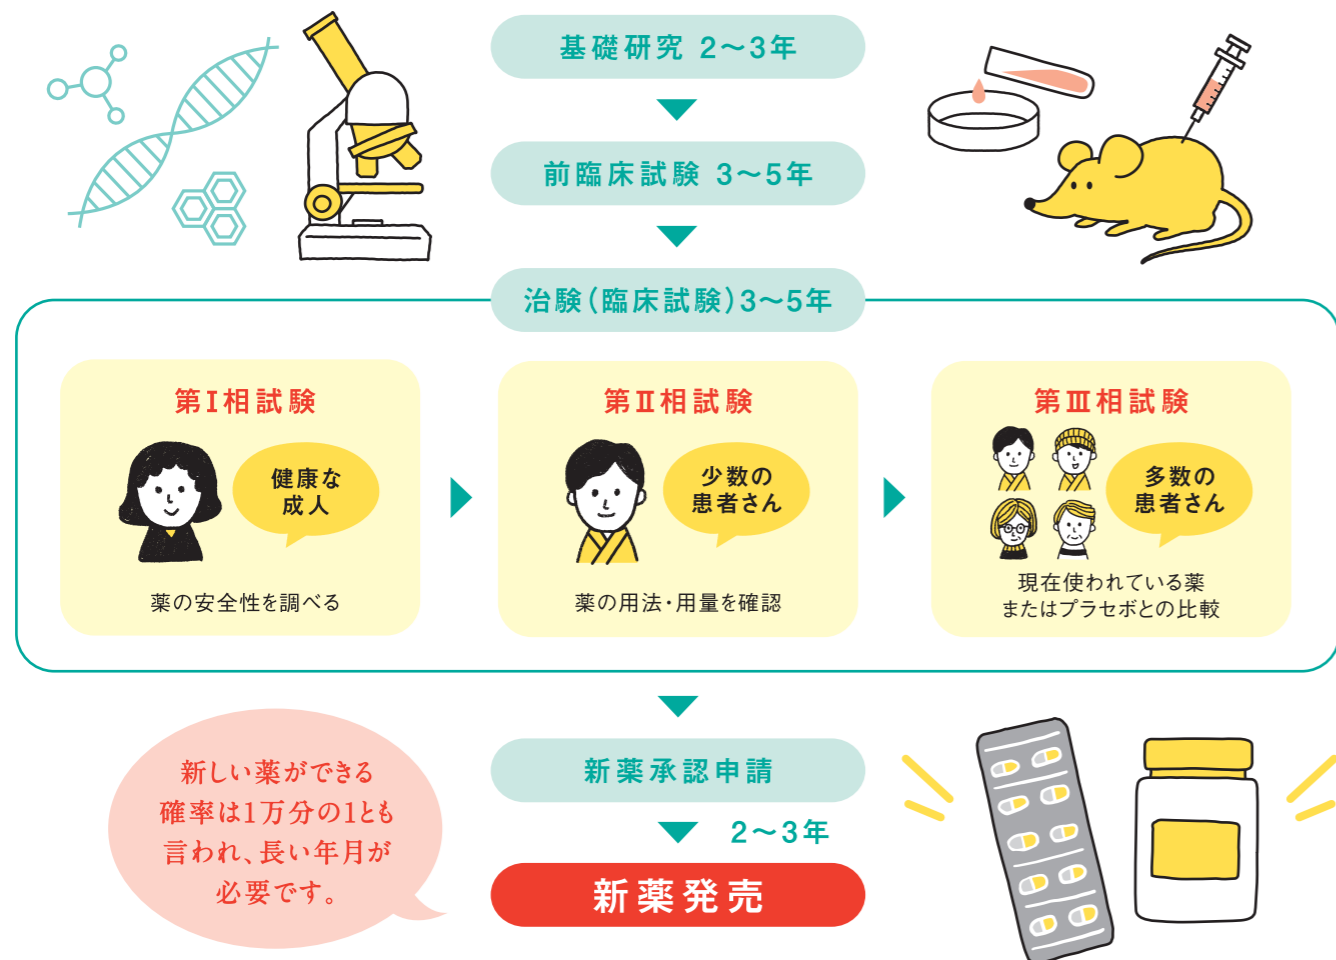 基礎研究 2〜3年
前臨床試験 3〜5年
治験(臨床試験)3〜5年
第Ⅰ相試験
健康な
成人
薬の安全性を調べる
第Ⅱ相試験
少数の
患者さん
薬の用法・用量を確認
第Ⅲ相試験
多数の
患者さん
現在使われている薬
またはプラセボとの比較
新薬承認申請
2〜3年
新薬発売
新しい薬ができる
確率は1万分の1とも
言われ、長い年月が
必要です。